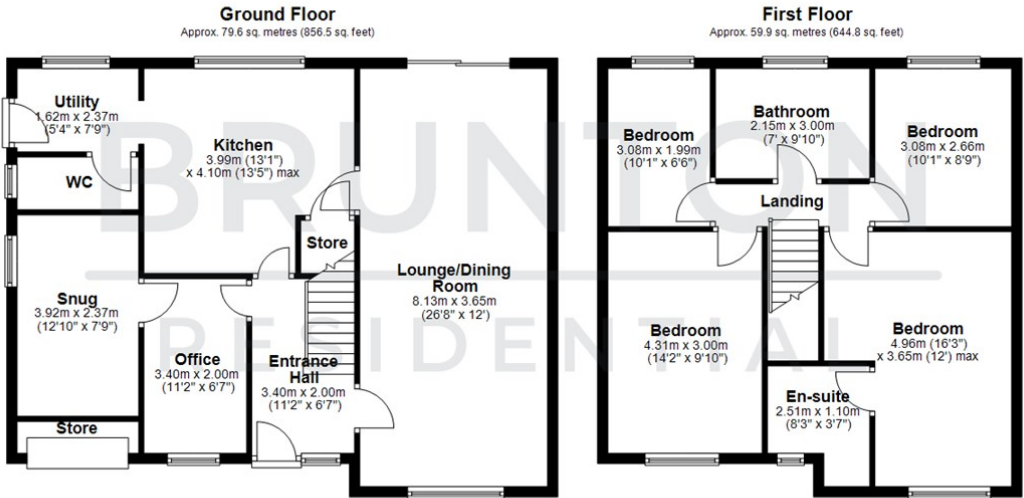 Ground Floor
Approx. 79.6 sq. metres (856.5 sq. feet)
Utility
1.62m x 2.37m
(5'4" x 7'9")
WC
Kitchen
3.99m (13'1")
x 4.10m (13'5") max
Store
Lounge/Dining
Room
8.13m x 3.65m
(26'8" x 12')
Snug
3.92m x 2.37m
(12'10" x 7'9")
Office
3.40m x 2.00m
(11'2" x 6'7")
Entrance
Hall
3.40m x 2.00m
(11'2" x 6'7")
Store
First Floor
Approx. 59.9 sq. metres (644.8 sq. feet)
Bedroom
3.08m x 1.99m
(10'1" x 6'6")
Bathroom
2.15m x 3.00m
(7' x 9'10")
Bedroom
3.08m x 2.66m
(10'1" x 8'9")
Landing
Bedroom
4.31m x 3.00m
(14'2" x 9'10")
Bedroom
4.96m (16'3")
x 3.65m (12') max
En-suite
2.51m x 1.10m
(8'3" x 3'7")
BRUNTON
RESIDENTIAL